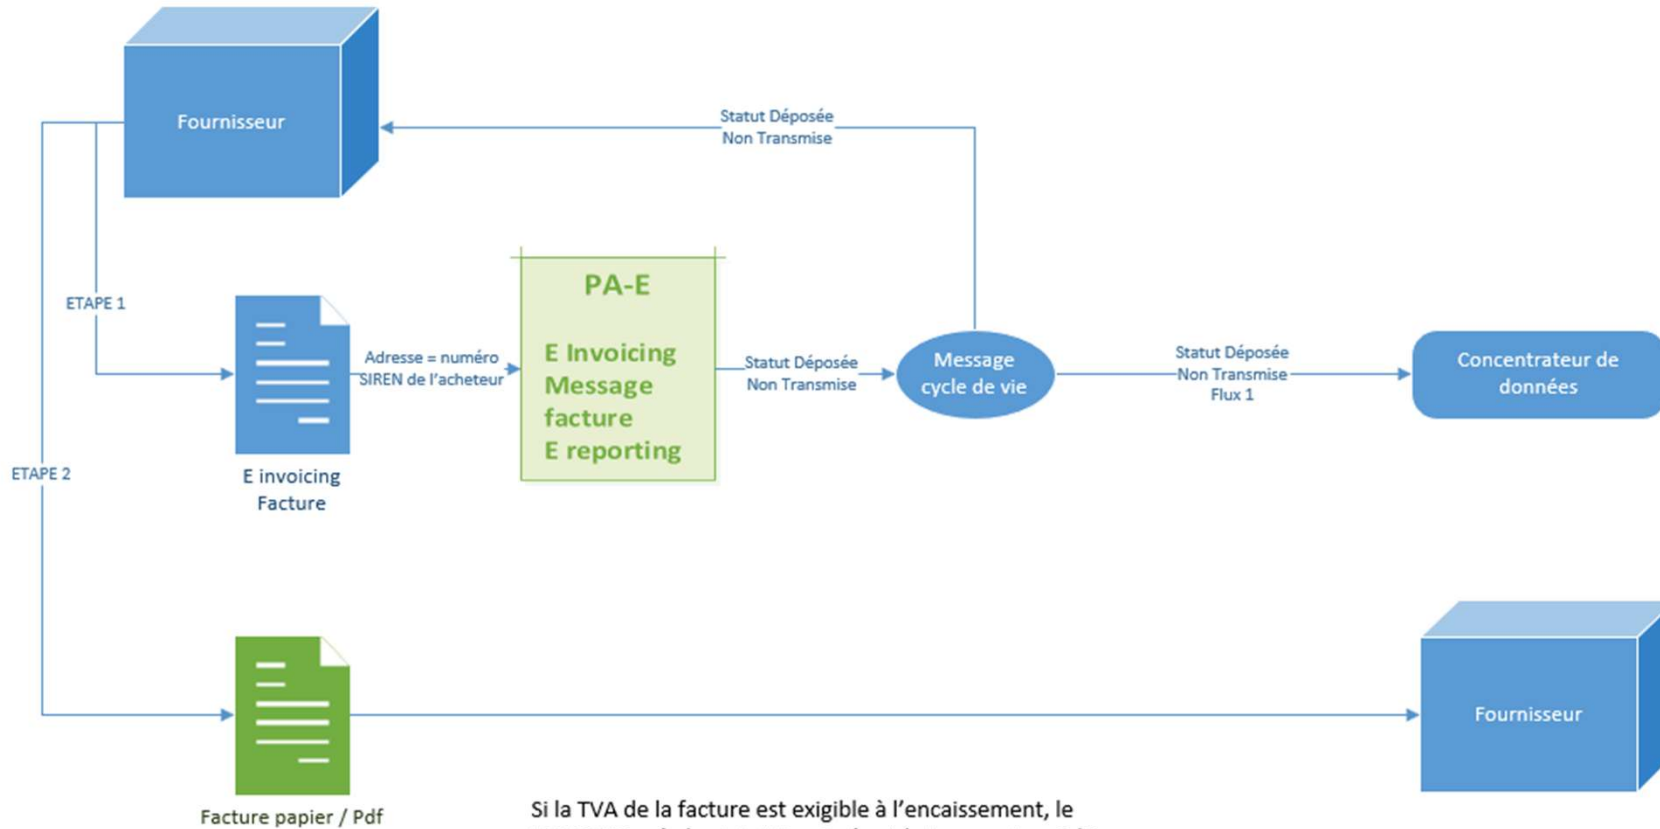 Fournisseur
Statut Déposée
Non Transmise
ETAPE 1
PA-E
E Invoicing
Message
facture
E reporting
Adresse = numéro
SIREN de l'acheteur
Statut Déposée
Non Transmise
Message
cycle de vie
Statut Déposée
Non Transmise
Flux 1
Concentrateur de
données
E invoicing
Facture
ETAPE 2
Fournisseur
Facture papier / Pdf
Si la TVA de la facture est exigible à l'encaissement, le